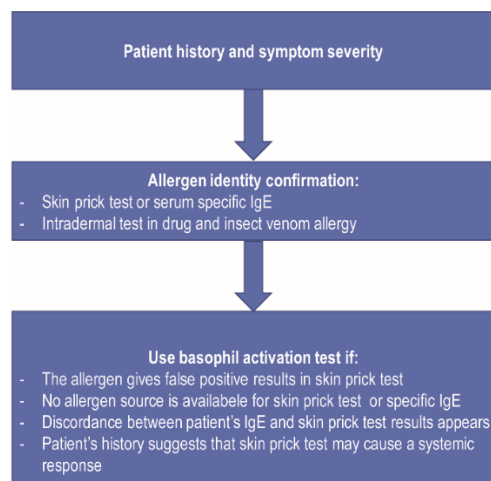 Patient history and symptom severity
Allergen identity confirmation:
- Skin prick test or serum specific IgE
- Intradermal test in drug and insect venom allergy
Use basophil activation test if:
- The allergen gives false positive results in skin prick test
- No allergen source is availabele for skin prick test or specific IgE
- Discordance between patient's IgE and skin prick test results appears
- Patient's history suggests that skin prick test may cause a systemic
response